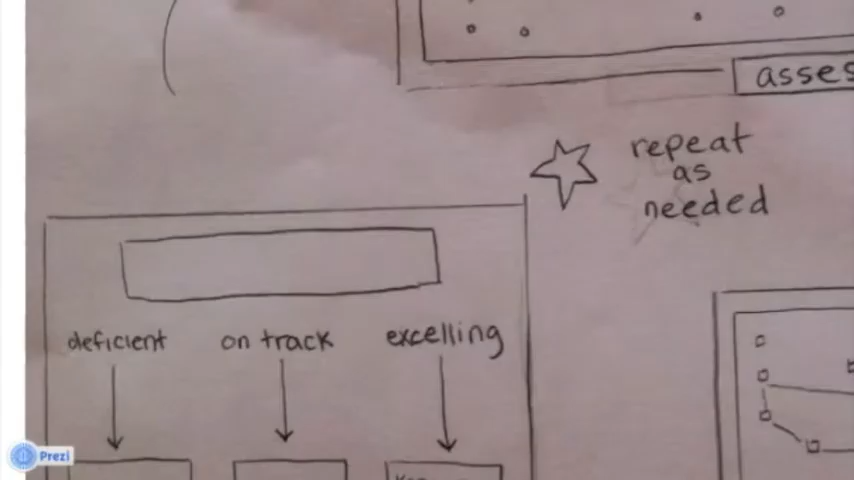 asses
repeat
as
needed
deficient on track excelling
Prezi